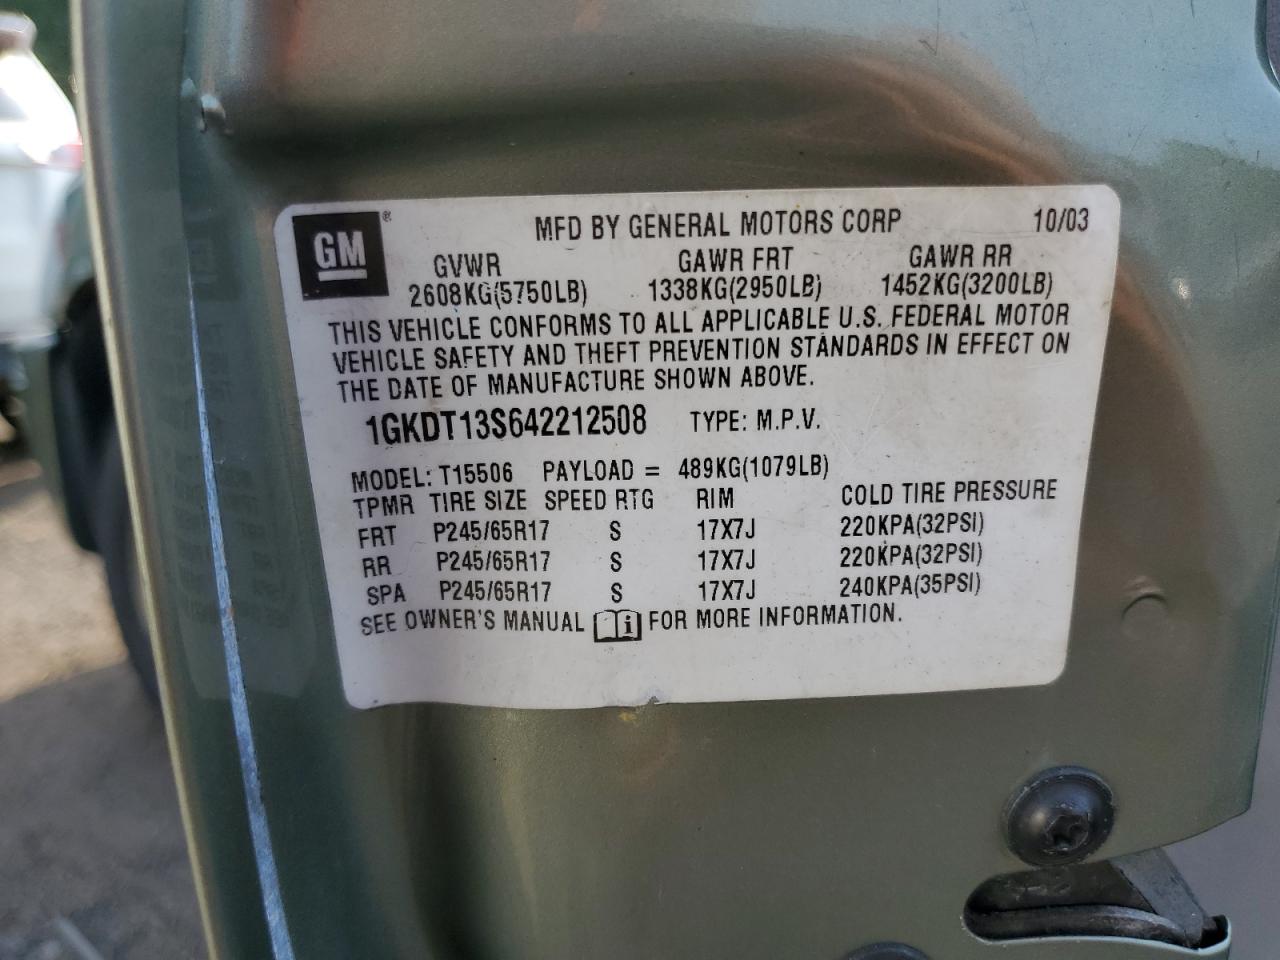 GM ® MFD BY GENERAL MOTORS CORP 10/03
GVWR GAWR FRT GAWR RR
2608KG(5750LB) 1338KG(2950LB) 1452KG(3200LB)
THIS VEHICLE CONFORMS TO ALL APPLICABLE U.S. FEDERAL MOTOR
VEHICLE SAFETY AND THEFT PREVENTION STANDARDS IN EFFECT ON
THE DATE OF MANUFACTURE SHOWN ABOVE.
1GKDT13S642212508 TYPE: M.P.V.
MODEL: T15506 PAYLOAD = 489KG(1079LB)
TPMR TIRE SIZE SPEED RTG RIM COLD TIRE PRESSURE
FRT P245/65R17 S 17X7J 220KPA(32PSI)
RR P245/65R17 S 17X7J 220KPA(32PSI)
SPA P245/65R17 S 17X7J 240KPA(35PSI)
SEE OWNER'S MANUAL i FOR MORE INFORMATION.